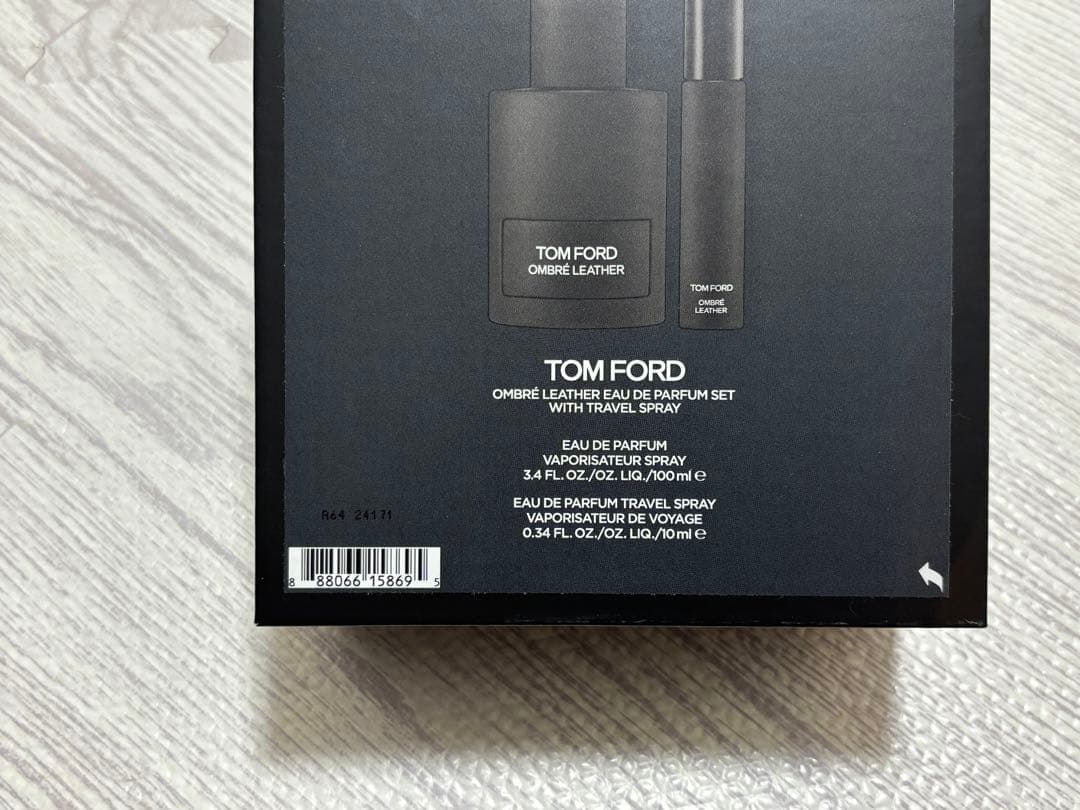 TOM FORD
OMBRÉ LEATHER
TOM FORD
OMBRÉ
LEATHER
TOM FORD
OMBRÉ LEATHER EAU DE PARFUM SET
WITH TRAVEL SPRAY
EAU DE PARFUM
VAPORISATEUR SPRAY
3.4 FL. OZ./OZ. LIQ./100 ml ℮
EAU DE PARFUM TRAVEL SPRAY
VAPORISATEUR DE VOYAGE
0.34 FL. OZ./OZ. LIQ./10 ml ℮
A64 24171
8 88066 15869 5